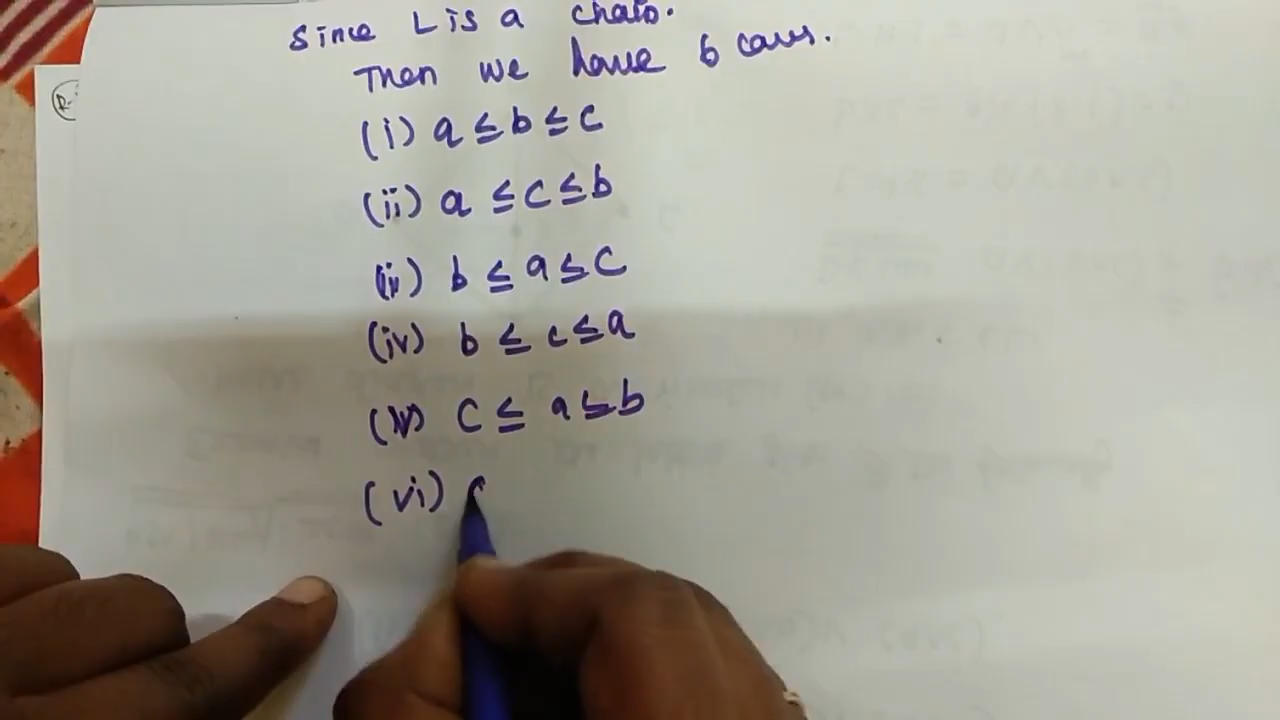 Since L is a chain.
Then we have 6 cases.
(i) a ≤ b ≤ c
(ii) a ≤ c ≤ b
(iii) b ≤ a ≤ c
(iv) b ≤ c ≤ a
(v) c ≤ a ≤ b
(vi) c